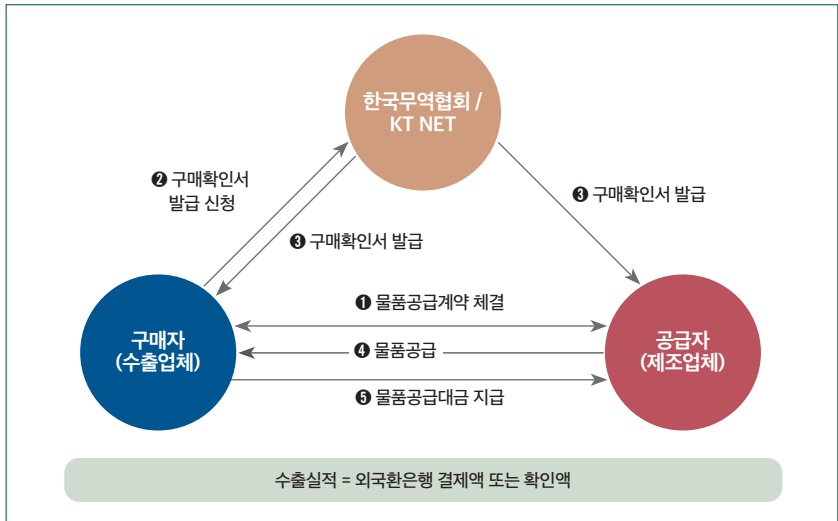 한국무역협회 /
KT NET
❷ 구매확인서
발급 신청
❸ 구매확인서 발급
❸ 구매확인서 발급
❶ 물품공급계약 체결
구매자
(수출업체)
❹ 물품공급
공급자
(제조업체)
❺ 물품공급대금 지급
수출실적 = 외국환은행 결제액 또는 확인액